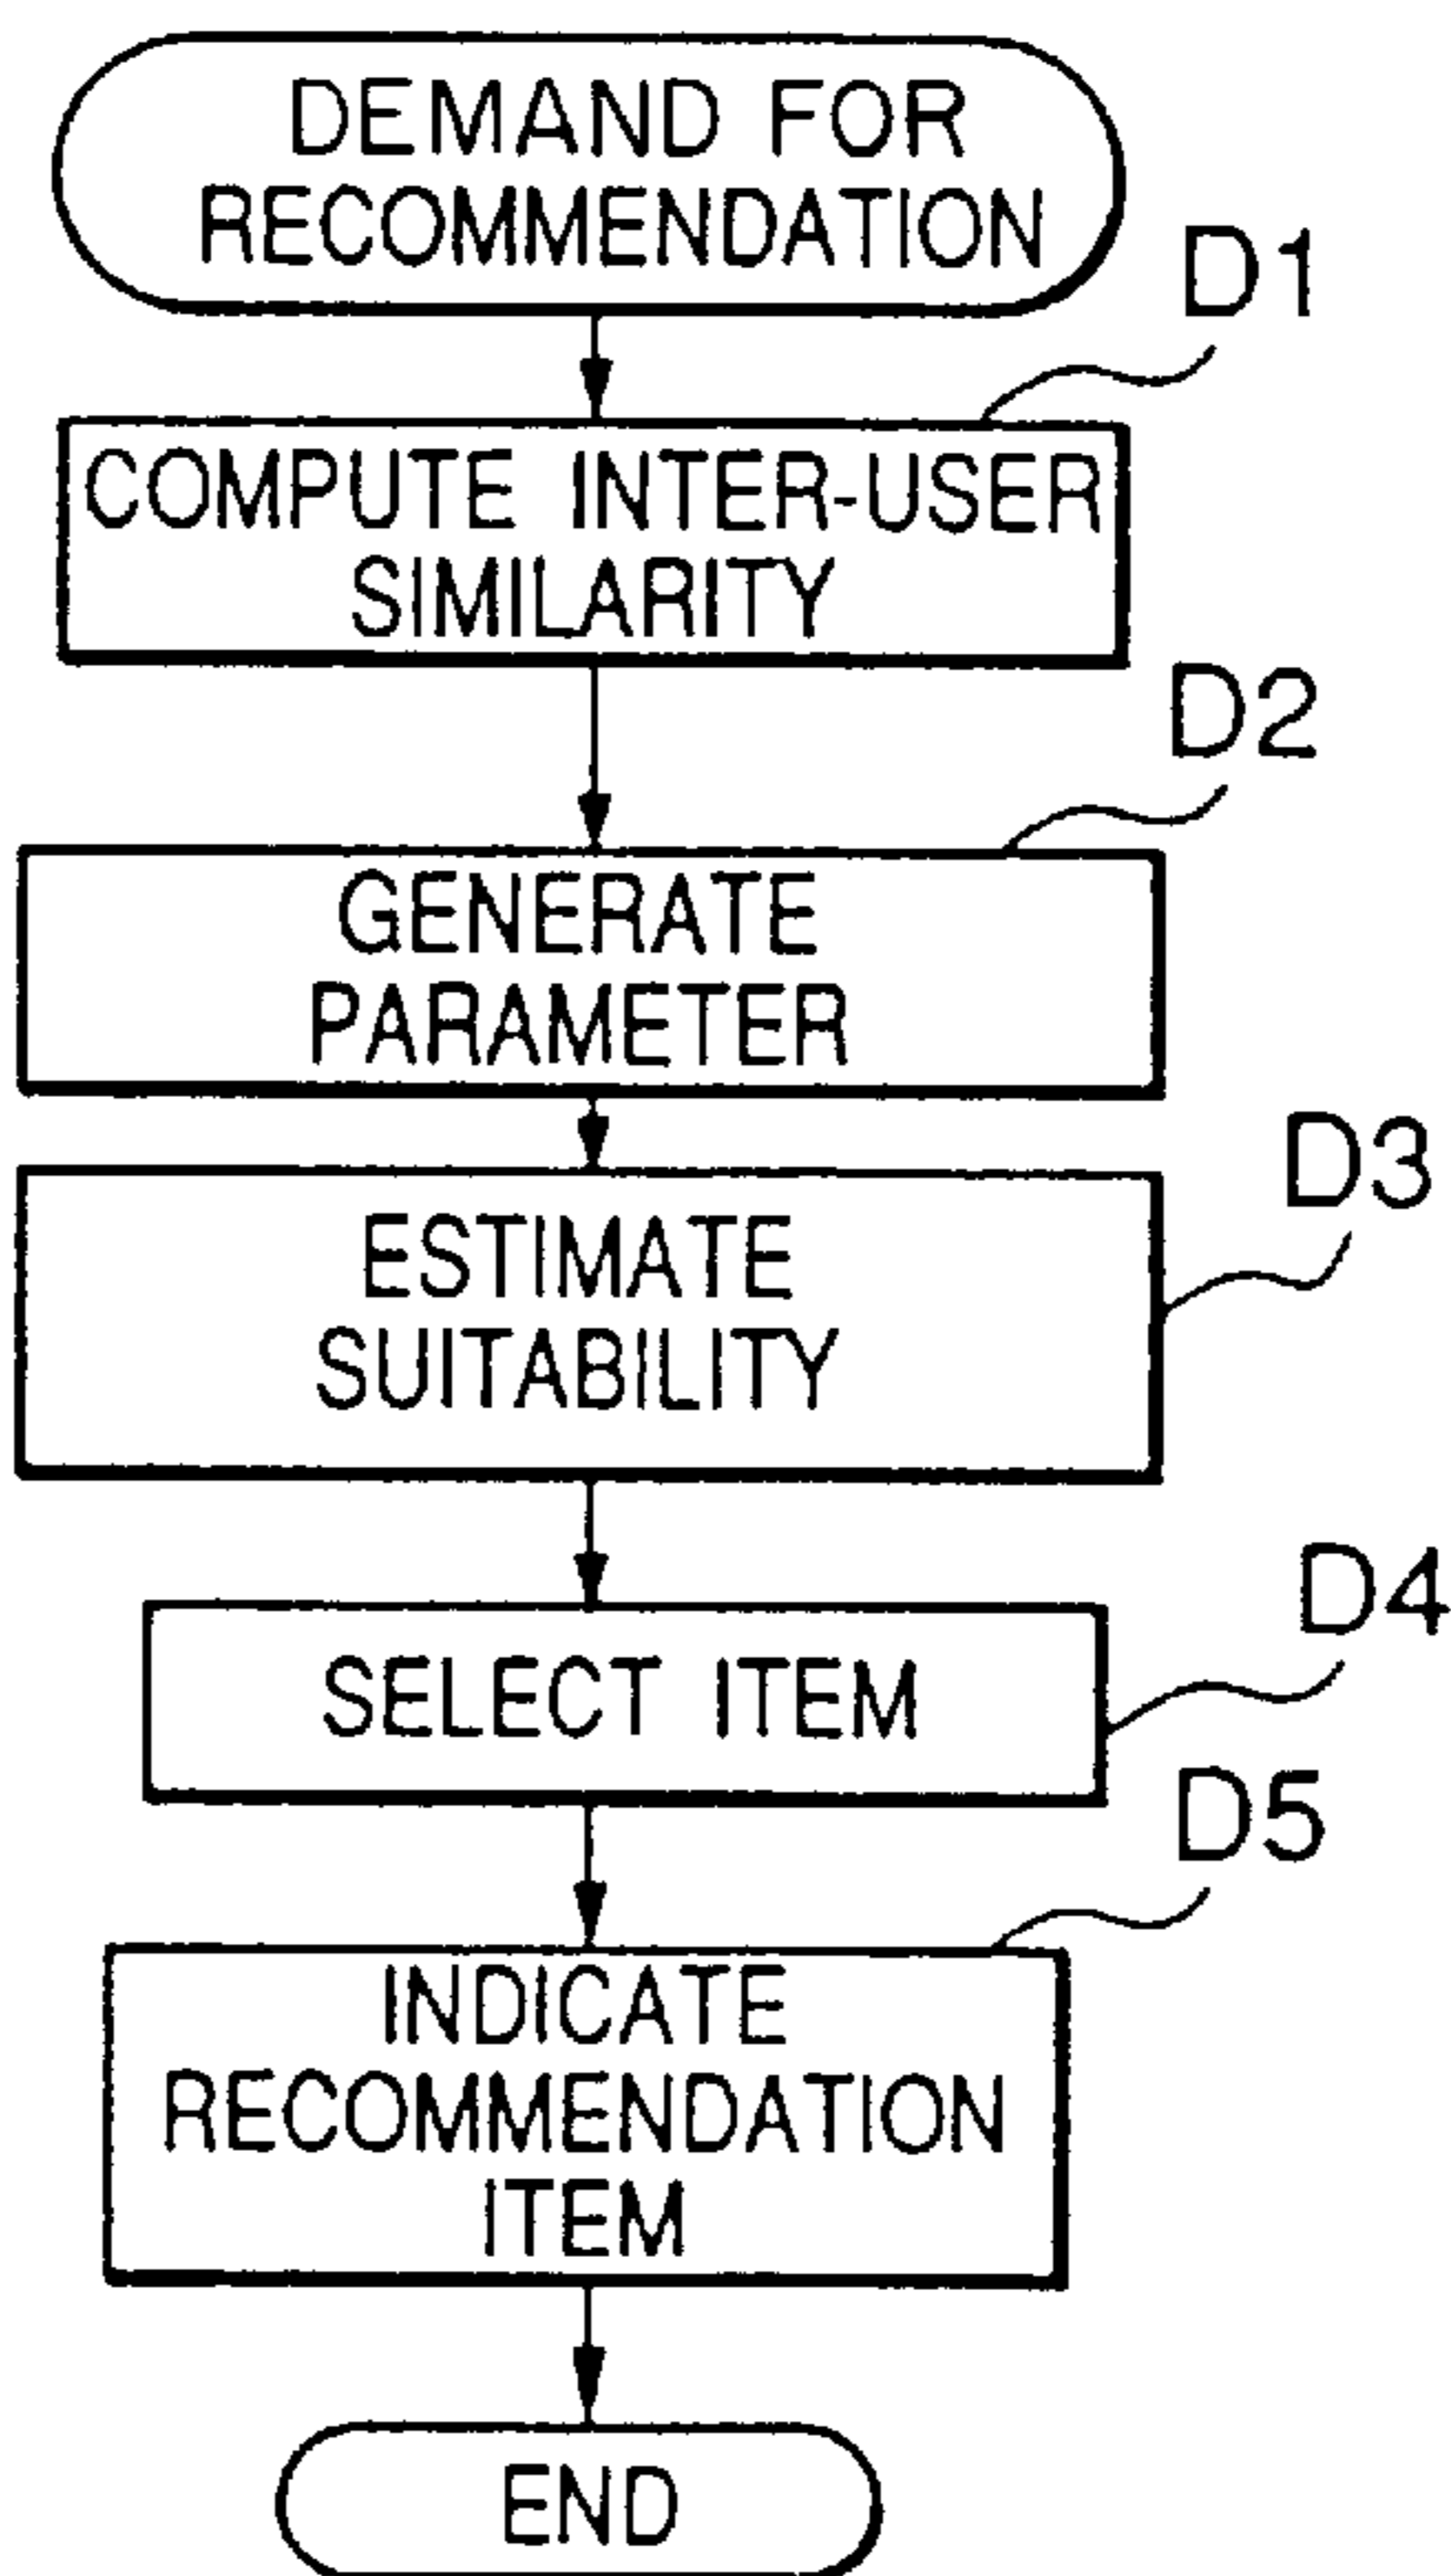 DEMAND FOR
RECOMMENDATION
D1
COMPUTE INTER-USER
SIMILARITY
D2
GENERATE
PARAMETER
D3
ESTIMATE
SUITABILITY
D4
SELECT ITEM
D5
INDICATE
RECOMMENDATION
ITEM
END